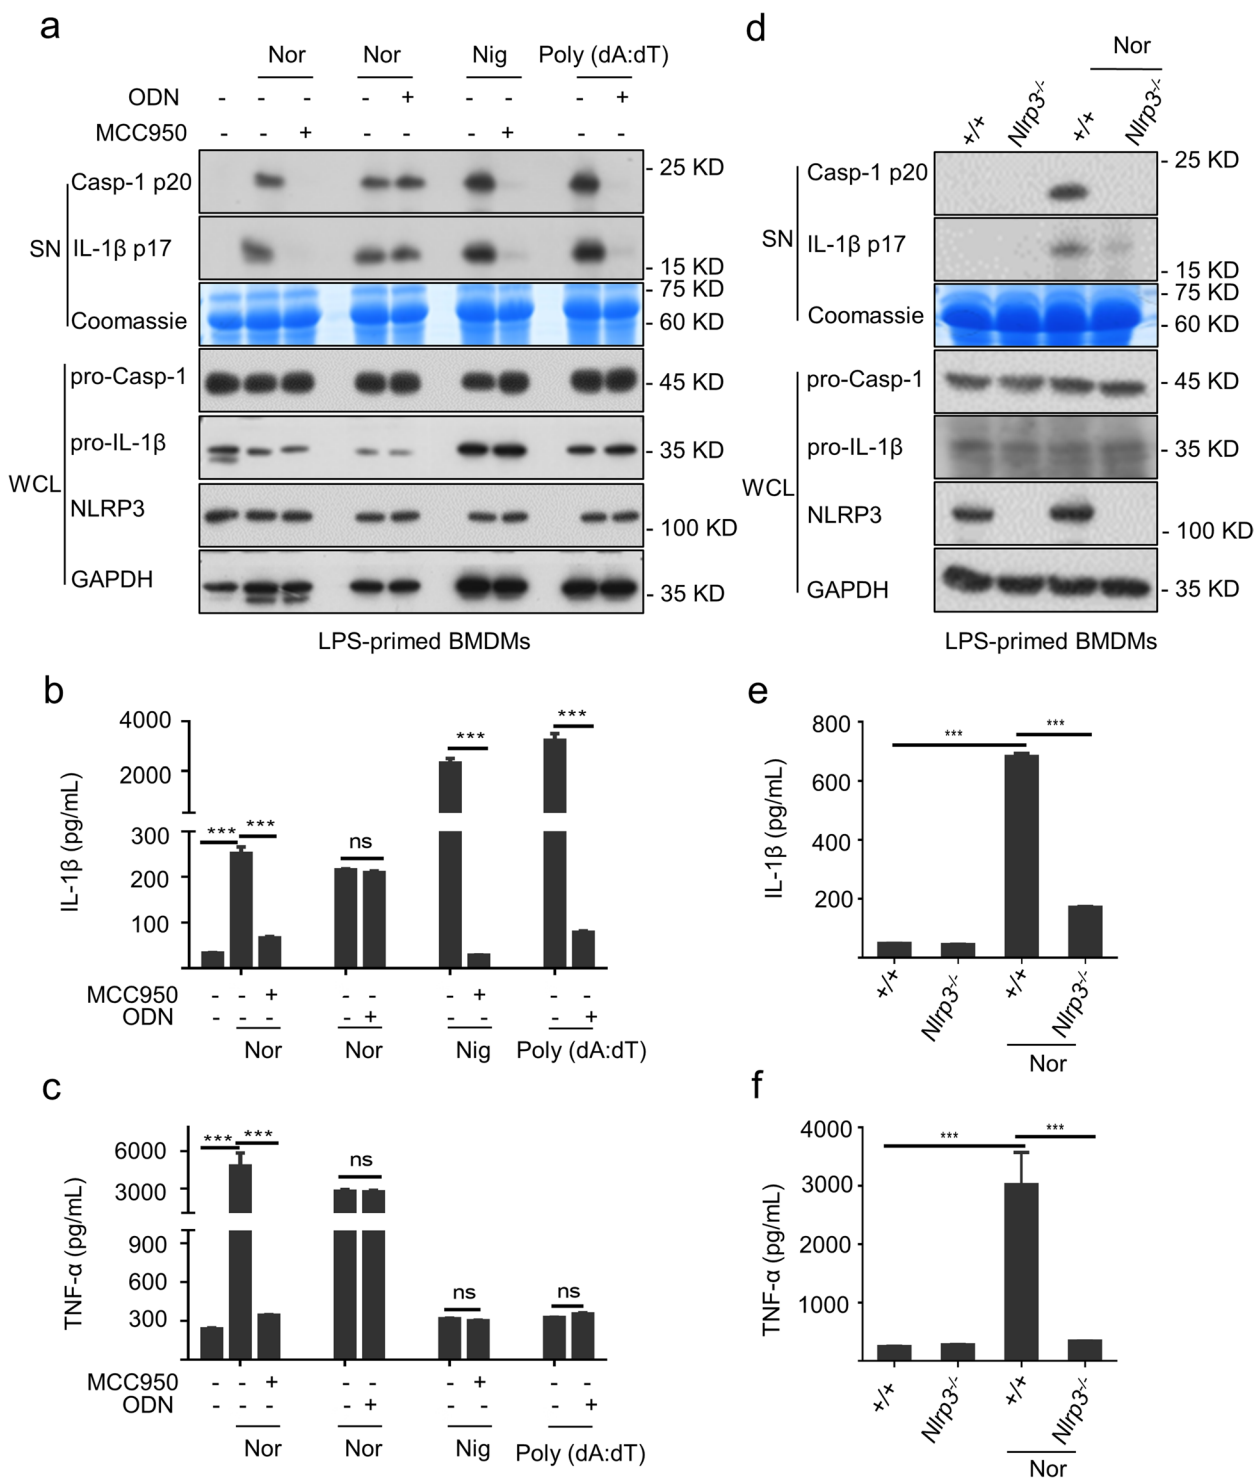 a
Nor Nor Nig Poly (dA:dT)
ODN - - - - + - - - +
MCC950 - - + - - - + - -
SN
Casp-1 p20 - 25 KD
IL-1β p17 - 15 KD
Coomassie - 75 KD
- 60 KD
WCL
pro-Casp-1 - 45 KD
pro-IL-1β - 35 KD
NLRP3 - 100 KD
GAPDH - 35 KD
LPS-primed BMDMs
d
Nor
+/+ Nlrp3-/- +/+ Nlrp3-/-
SN
Casp-1 p20 - 25 KD
IL-1β p17 - 15 KD
Coomassie - 75 KD
- 60 KD
WCL
pro-Casp-1 - 45 KD
pro-IL-1β - 35 KD
NLRP3 - 100 KD
GAPDH - 35 KD
LPS-primed BMDMs
b
IL-1β (pg/mL)
4000
2000
300
200
100
*** *** ns *** ***
MCC950 - - + - - - + - -
ODN - - - - + - - - +
Nor Nor Nig Poly (dA:dT)
e
IL-1β (pg/mL)
800
600
400
200
*** ***
+/+ Nlrp3-/- +/+ Nlrp3-/-
Nor
c
TNF-α (pg/mL)
6000
3000
900
600
300
*** *** ns ns ns
MCC950 - - + - - - + - -
ODN - - - - + - - - +
Nor Nor Nig Poly (dA:dT)
f
TNF-α (pg/mL)
4000
3000
2000
1000
*** ***
+/+ Nlrp3-/- +/+ Nlrp3-/-
Nor